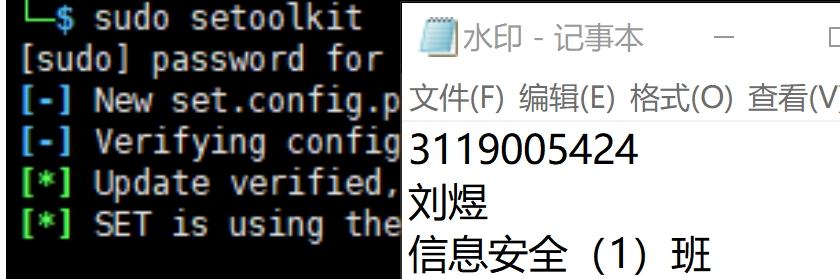 └─$ sudo setoolkit
[sudo] password for
[-] New set.config.p
[-] Verifying config
[*] Update verified,
[*] SET is using the
水印 - 记事本
文件(F) 编辑(E) 格式(O) 查看(V)
3119005424
刘煜
信息安全（1）班